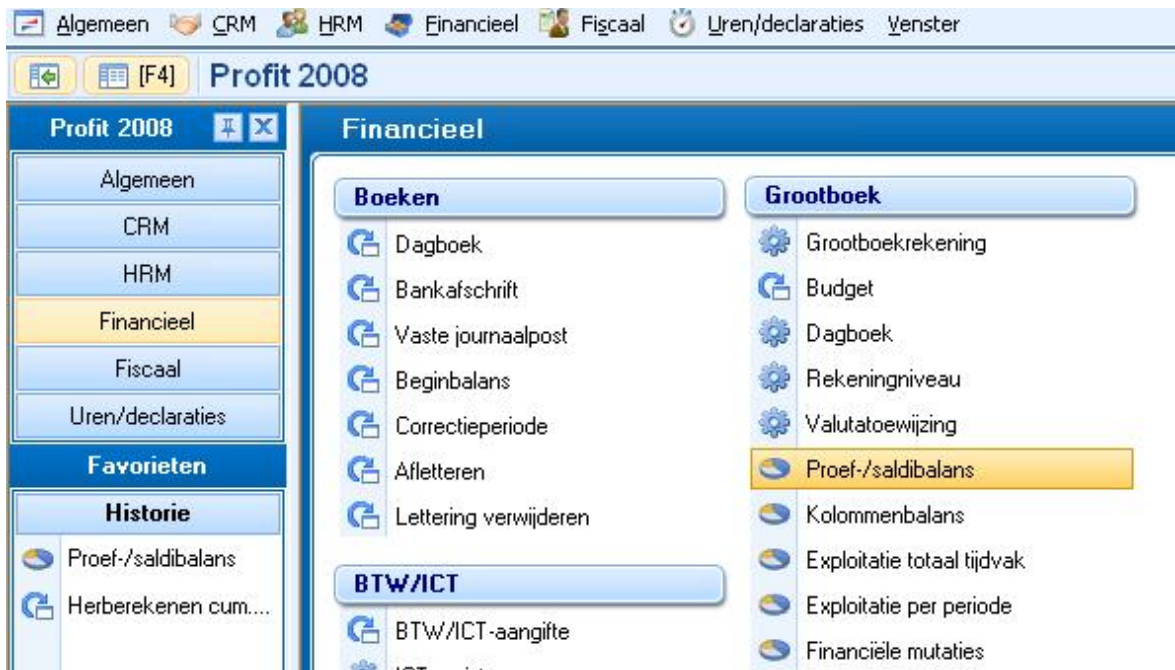 Algemeen CRM HRM Financieel Fiscaal Uren/declaraties Venster
[F4] Profit 2008
Profit 2008
Algemeen
CRM
HRM
Financieel
Fiscaal
Uren/declaraties
Favorieten
Historie
Proef-/saldibalans
Herberekenen cum....
Financieel
Boeken
Dagboek
Bankafschrift
Vaste journaalpost
Beginbalans
Correctieperiode
Afletteren
Lettering verwijderen
BTW/ICT
BTW/ICT-aangifte
Grootboek
Grootboekrekening
Budget
Dagboek
Rekeningniveau
Valutatoewijzing
Proef-/saldibalans
Kolommenbalans
Exploitatie totaal tijdvak
Exploitatie per periode
Financiële mutaties